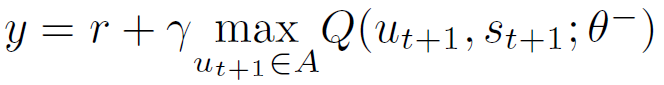 y = r + γ max_{u_{t+1}∈A} Q(u_{t+1}, s_{t+1}; θ⁻)